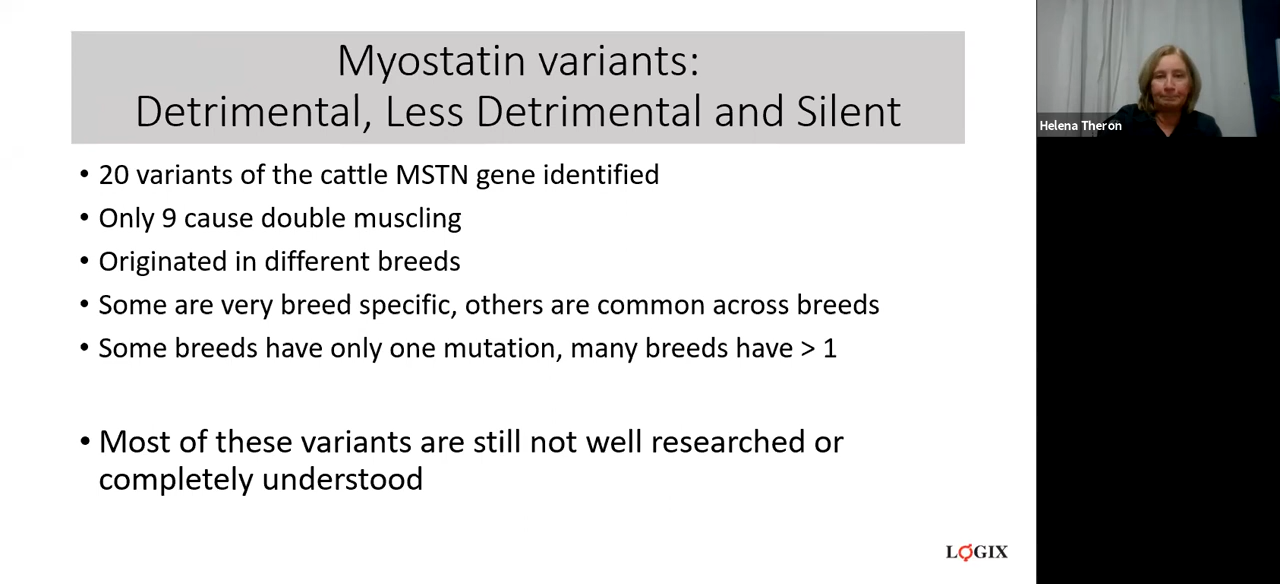 Myostatin variants:
Detrimental, Less Detrimental and Silent
• 20 variants of the cattle MSTN gene identified
• Only 9 cause double muscling
• Originated in different breeds
• Some are very breed specific, others are common across breeds
• Some breeds have only one mutation, many breeds have > 1
• Most of these variants are still not well researched or
completely understood
LOGIX
Helena Theron